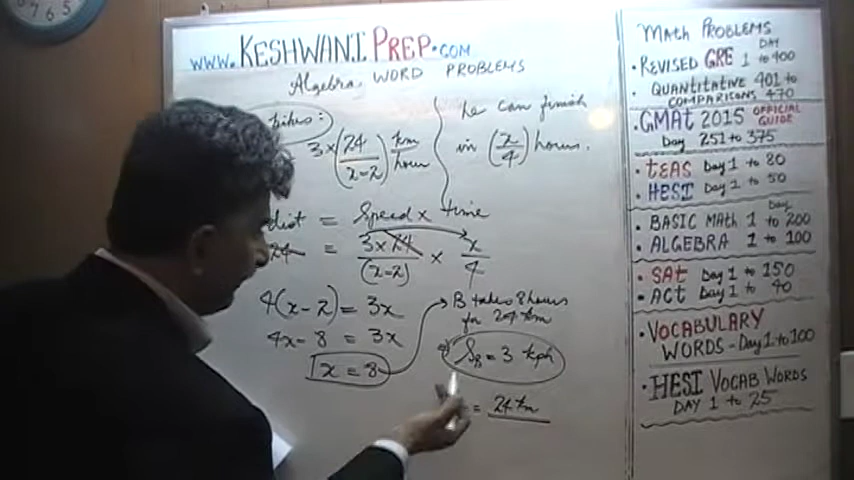 7 6 5
www.KESHWANIPREP.COM
Algebra WORD PROBLEMS
hikes:
3×(24/x-2) km/hour
he can finish
in (x/4) hours.
dist = Speed × time
24 = 3×24/(x-2) × x/4
4(x-2) = 3x
4x-8 = 3x
x = 8
B takes 8 hours
for 24 km
S_B = 3 kph
= 24 km
MATH PROBLEMS
• REVISED GRE DAY 1 to 400
• QUANTITATIVE 401 to
COMPARISONS 470
• GMAT 2015 OFFICIAL GUIDE
Day 251 to 375
• TEAS Day 1 to 80
• HESI Day 1 to 50
Day
• BASIC MATH 1 to 200
• ALGEBRA 1 to 100
• SAT Day 1 to 150
• ACT Day 1 to 40
• VOCABULARY
WORDS - Day 1 to 100
• HESI VOCAB WORDS
DAY 1 to 25